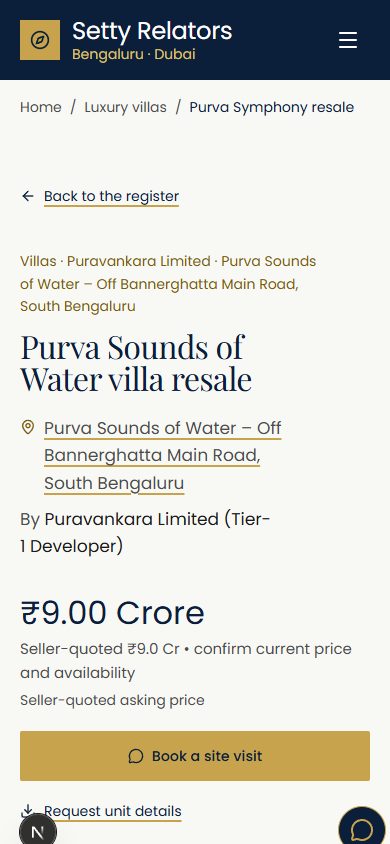 Setty Relators
Bengaluru · Dubai
Home / Luxury villas / Purva Symphony resale
← Back to the register
Villas · Puravankara Limited · Purva Sounds
of Water – Off Bannerghatta Main Road,
South Bengaluru
Purva Sounds of
Water villa resale
Purva Sounds of Water – Off
Bannerghatta Main Road,
South Bengaluru
By Puravankara Limited (Tier-
1 Developer)
₹9.00 Crore
Seller-quoted ₹9.0 Cr • confirm current price
and availability
Seller-quoted asking price
Book a site visit
Request unit details
N